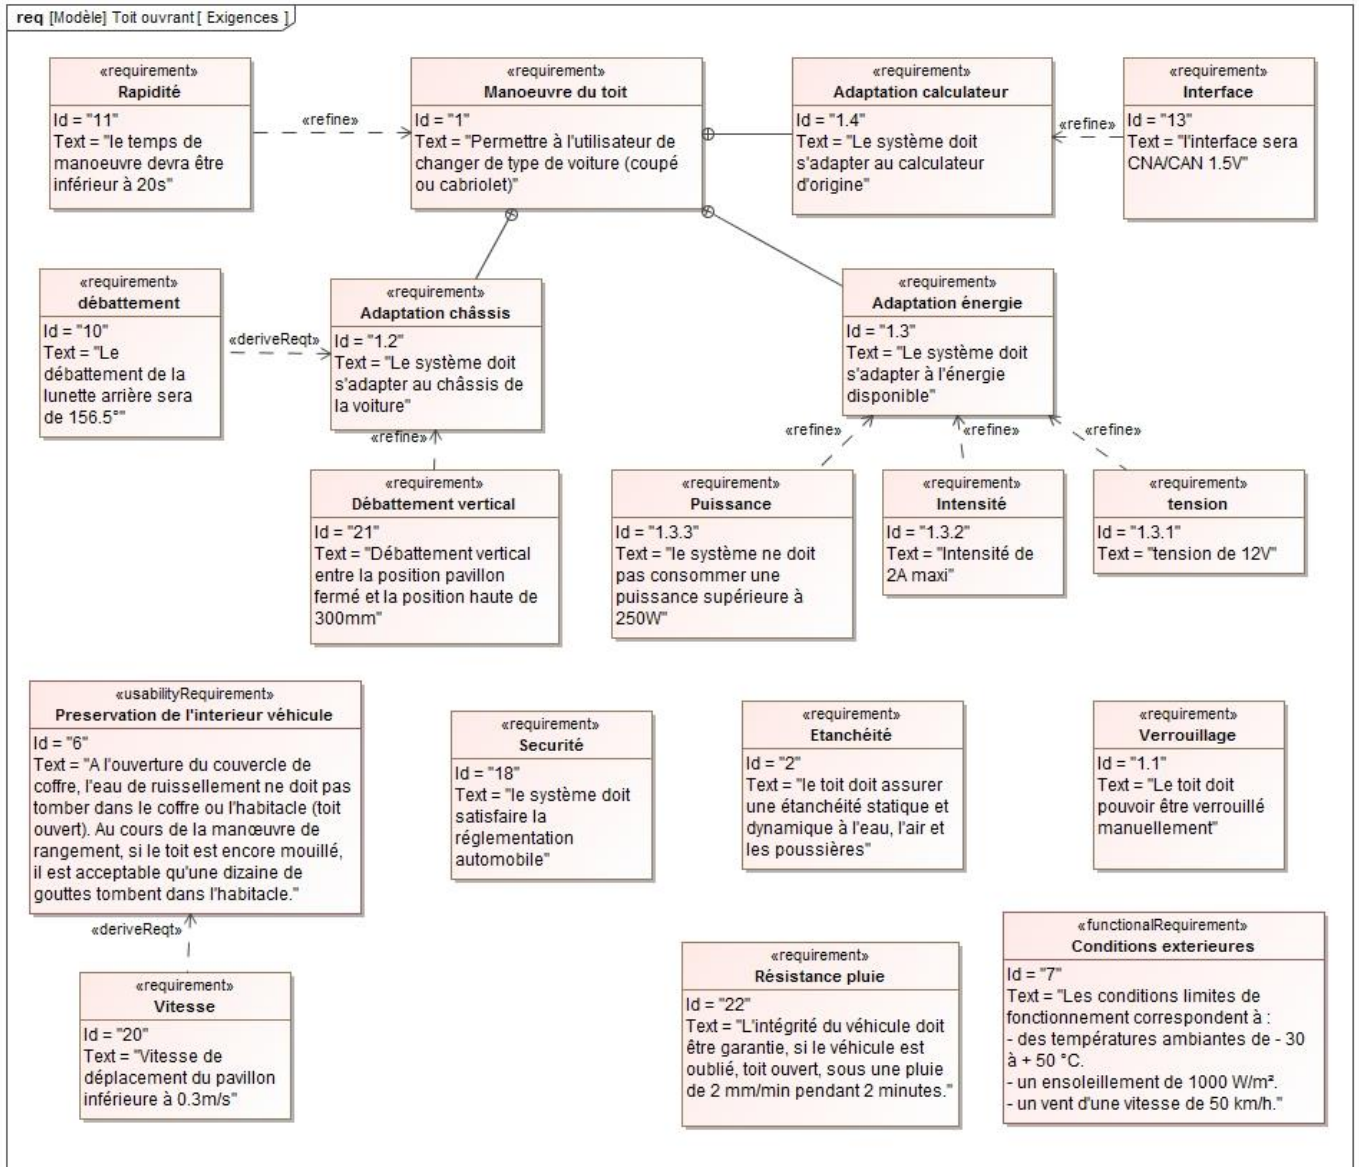 req [Modèle] Toit ouvrant [ Exigences ]
«requirement»
Rapidité
Id = "11"
Text = "le temps de
manoeuvre devra être
inférieur à 20s"
«refine»
«requirement»
Manoeuvre du toit
Id = "1"
Text = "Permettre à l'utilisateur de
changer de type de voiture (coupé
ou cabriolet)"
«requirement»
Adaptation calculateur
Id = "1.4"
Text = "Le système doit
s'adapter au calculateur
d'origine"
«refine»
«requirement»
Interface
Id = "13"
Text = "l'interface sera
CNA/CAN 1.5V"
«requirement»
débattement
Id = "10"
Text = "Le
débattement de la
lunette arrière sera
de 156.5°"
«deriveReqt»
«requirement»
Adaptation châssis
Id = "1.2"
Text = "Le système doit
s'adapter au châssis de
la voiture"
«requirement»
Adaptation énergie
Id = "1.3"
Text = "Le système doit
s'adapter à l'énergie
disponible"
«refine»
«refine»
«refine»
«refine»
«requirement»
Débattement vertical
Id = "21"
Text = "Débattement vertical
entre la position pavillon
fermé et la position haute de
300mm"
«requirement»
Puissance
Id = "1.3.3"
Text = "le système ne doit
pas consommer une
puissance supérieure à
250W"
«requirement»
Intensité
Id = "1.3.2"
Text = "Intensité de
2A maxi"
«requirement»
tension
Id = "1.3.1"
Text = "tension de 12V"
«usabilityRequirement»
Preservation de l'interieur véhicule
Id = "6"
Text = "A l'ouverture du couvercle de
coffre, l'eau de ruissellement ne doit pas
tomber dans le coffre ou l'habitacle (toit
ouvert). Au cours de la manœuvre de
rangement, si le toit est encore mouillé,
il est acceptable qu'une dizaine de
gouttes tombent dans l'habitacle."
«requirement»
Securité
Id = "18"
Text = "le système doit
satisfaire la
réglementation
automobile"
«requirement»
Etanchéité
Id = "2"
Text = "le toit doit assurer
une étanchéité statique et
dynamique à l'eau, l'air et
les poussières"
«requirement»
Verrouillage
Id = "1.1"
Text = "Le toit doit
pouvoir être verrouillé
manuellement"
«deriveReqt»
«requirement»
Vitesse
Id = "20"
Text = "Vitesse de
déplacement du pavillon
inférieure à 0.3m/s"
«requirement»
Résistance pluie
Id = "22"
Text = "L'intégrité du véhicule doit
être garantie, si le véhicule est
oublié, toit ouvert, sous une pluie
de 2 mm/min pendant 2 minutes."
«functionalRequirement»
Conditions exterieures
Id = "7"
Text = "Les conditions limites de
fonctionnement correspondent à :
- des températures ambiantes de - 30
à + 50 °C.
- un ensoleillement de 1000 W/m².
- un vent d'une vitesse de 50 km/h."